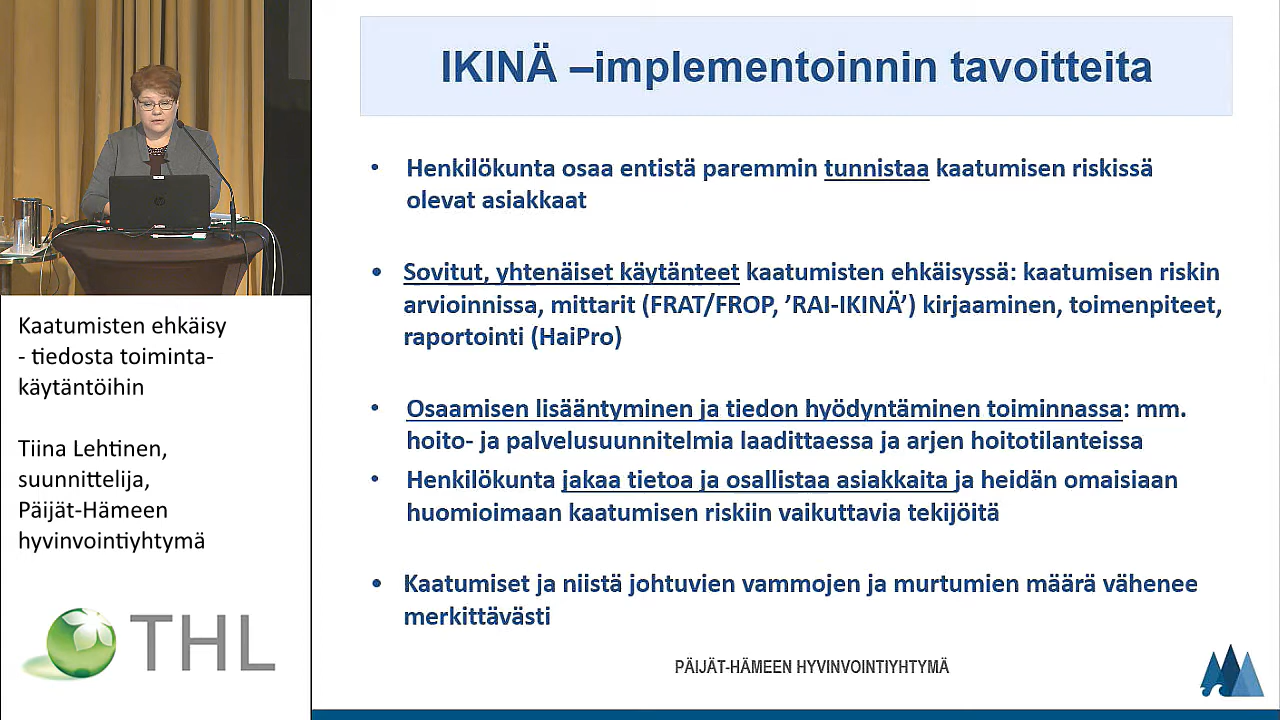 IKINÄ –implementoinnin tavoitteita
• Henkilökunta osaa entistä paremmin tunnistaa kaatumisen riskissä
olevat asiakkaat
• Sovitut, yhtenäiset käytänteet kaatumisten ehkäisyssä: kaatumisen riskin
arvioinnissa, mittarit (FRAT/FROP, ’RAI-IKINÄ’) kirjaaminen, toimenpiteet,
raportointi (HaiPro)
• Osaamisen lisääntyminen ja tiedon hyödyntäminen toiminnassa: mm.
hoito- ja palvelusuunnitelmia laadittaessa ja arjen hoitotilanteissa
• Henkilökunta jakaa tietoa ja osallistaa asiakkaita ja heidän omaisiaan
huomioimaan kaatumisen riskiin vaikuttavia tekijöitä
• Kaatumiset ja niistä johtuvien vammojen ja murtumien määrä vähenee
merkittävästi
PÄIJÄT-HÄMEEN HYVINVOINTIYHTYMÄ
Kaatumisten ehkäisy
- tiedosta toiminta-
käytäntöihin
Tiina Lehtinen,
suunnittelija,
Päijät-Hämeen
hyvinvointiyhtymä
THL